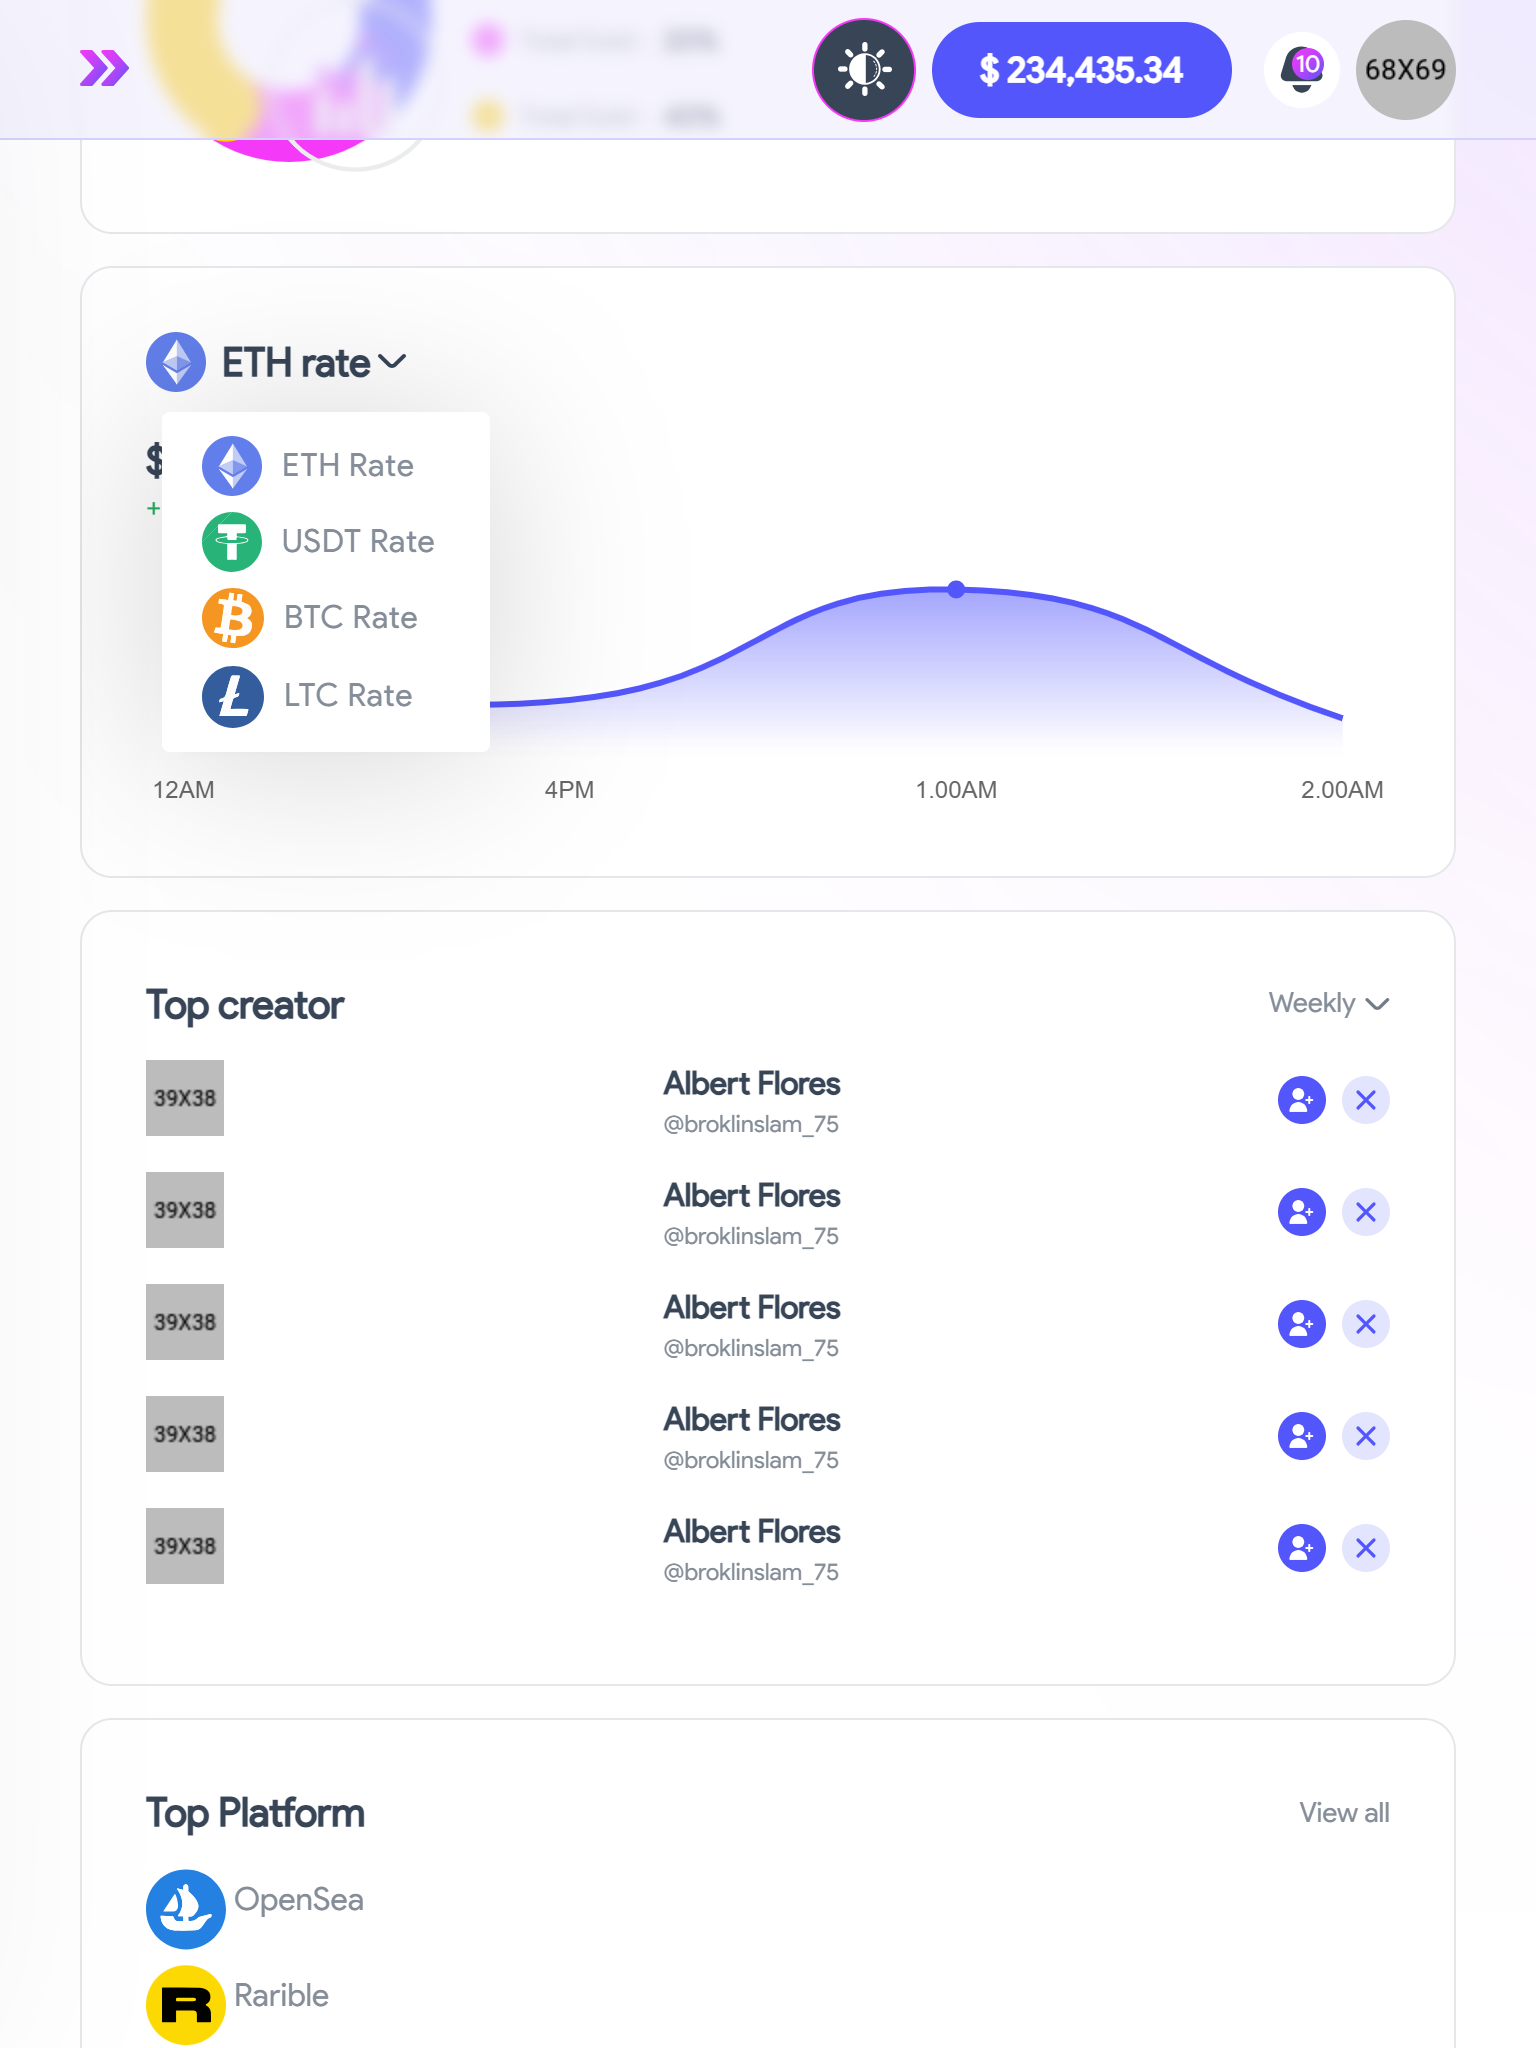 $ 234,435.34
10
68X69
ETH rate
$
+
ETH Rate
USDT Rate
BTC Rate
LTC Rate
12AM
4PM
1.00AM
2.00AM
Top creator
Weekly
39X38
Albert Flores
@broklinslam_75
39X38
Albert Flores
@broklinslam_75
39X38
Albert Flores
@broklinslam_75
39X38
Albert Flores
@broklinslam_75
39X38
Albert Flores
@broklinslam_75
Top Platform
View all
OpenSea
Rarible